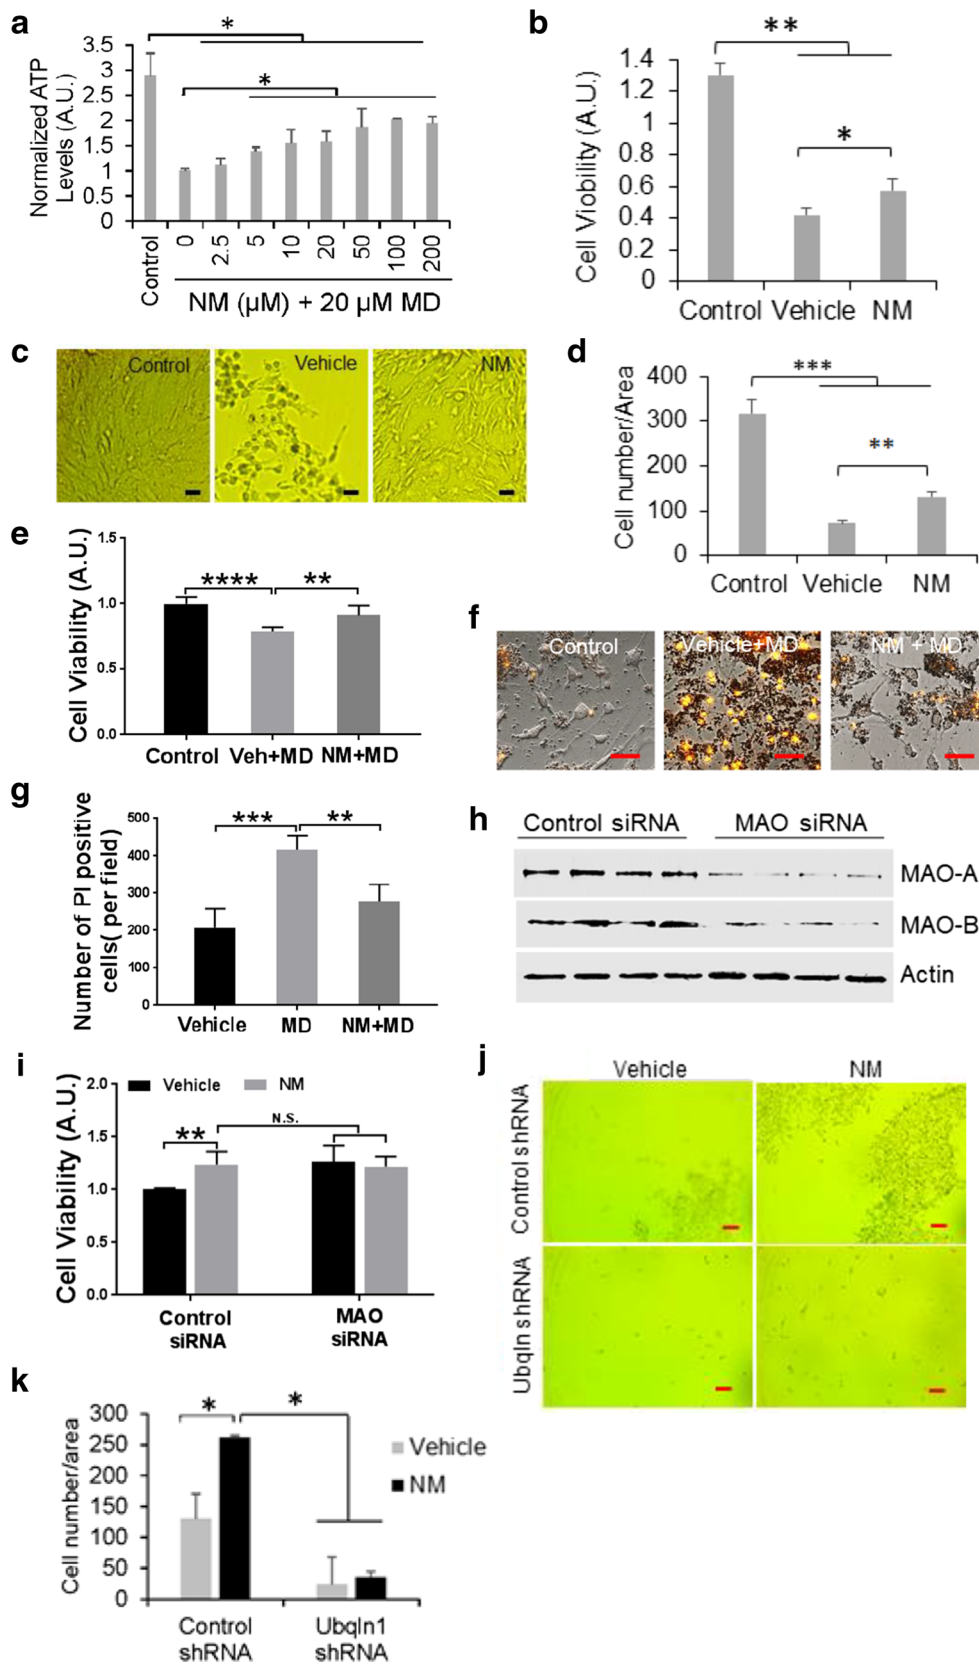 a
*
*
Normalized ATP
Levels (A.U.)
3.5
3
2.5
2
1.5
1
0.5
0
Control
0
2.5
5
10
20
50
100
200
NM (µM) + 20 µM MD
b
**
*
Cell Viobility (A.U.)
1.4
1.2
1
0.8
0.6
0.4
0.2
0
Control Vehicle NM
c
Control
Vehicle
NM
d
***
**
Cell number/Area
400
300
200
100
0
Control Vehicle NM
e
**** **
Cell Viability (A.U.)
1.5
1.0
0.5
0.0
Control Veh+MD NM+MD
f
Control
Vehicle+MD
NM + MD
g
*** **
Number of PI positive
cells( per field)
500
400
300
200
100
0
Vehicle MD NM+MD
h
Control siRNA MAO siRNA
MAO-A
MAO-B
Actin
i
Vehicle NM
** N.S.
Cell Viability (A.U.)
2.0
1.5
1.0
0.5
0.0
Control
siRNA
MAO
siRNA
j
Vehicle NM
Control shRNA
Ubqln shRNA
k
* *
Cell number/area
300
250
200
150
100
50
0
Vehicle
NM
Control
shRNA
Ubqln1
shRNA